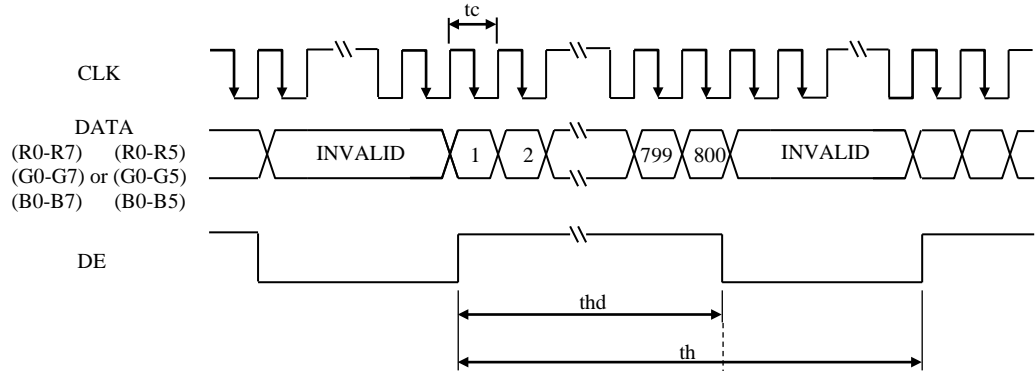 tc
CLK
DATA
(R0-R7) (R0-R5)
(G0-G7) or (G0-G5)
(B0-B7) (B0-B5)
INVALID 1 2 799 800 INVALID
DE
thd
th